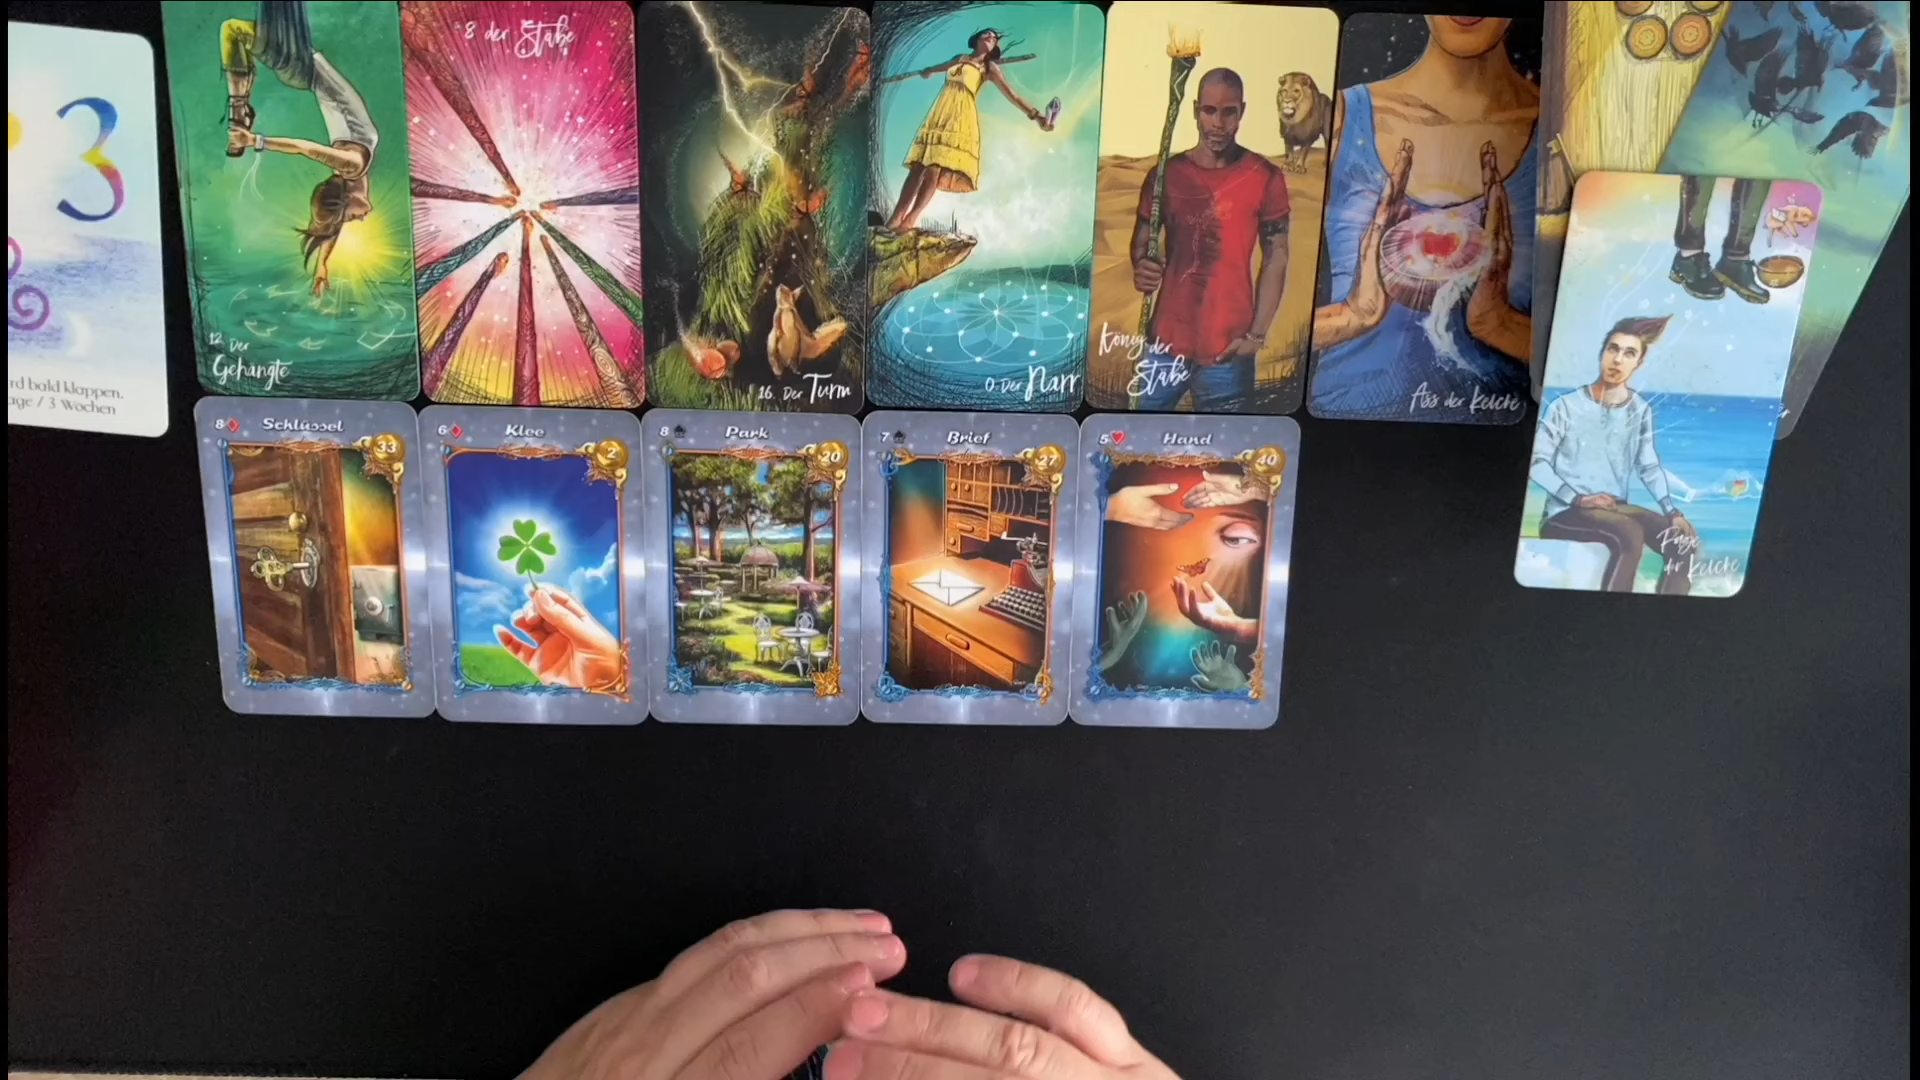 3
rd bald klappen.
age / 3 Wochen
12. Der
Gehängte
8 der Stäbe
16. Der Turm
0. Der Narr
König der
Stäbe
Ass der Kelche
Page
der Kelche
8♦ Schlüssel 33
6♦ Klee 2
8♠ Park 20
7♠ Brief 27
5♥ Hand 40